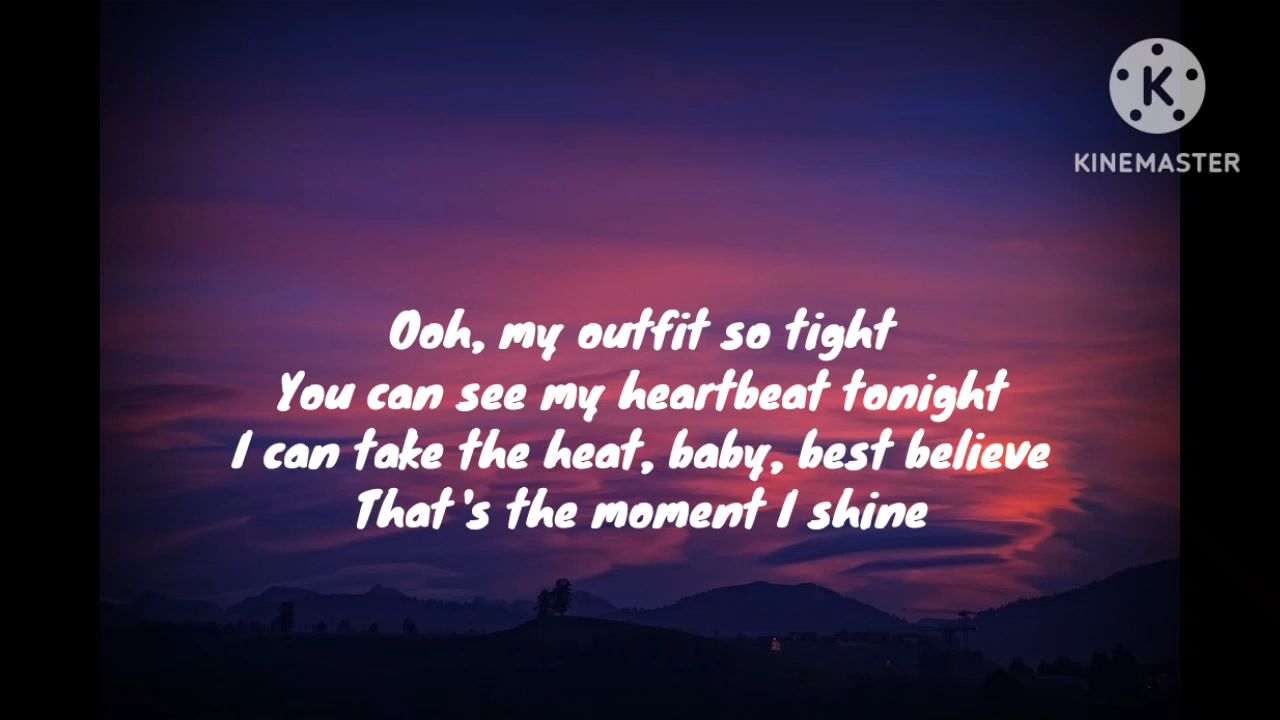 K
KINEMASTER
Ooh, my outfit so tight
You can see my heartbeat tonight
I can take the heat, baby, best believe
That's the moment I shine